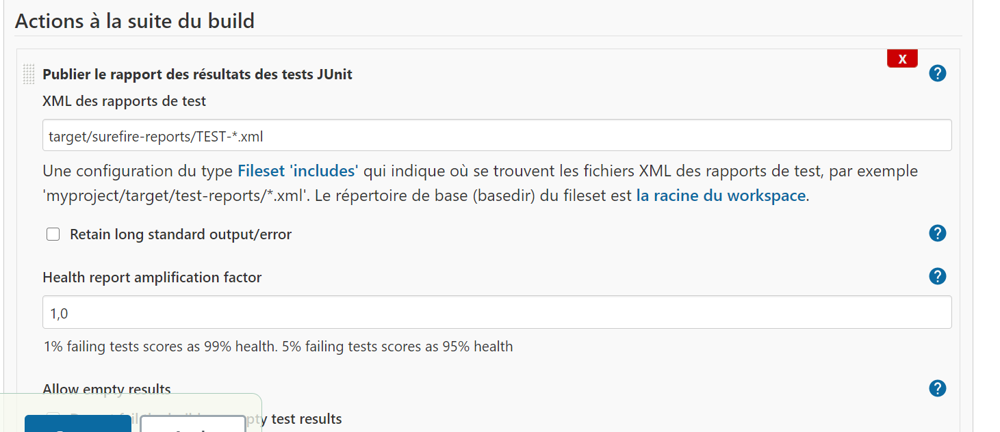 Actions à la suite du build
X
Publier le rapport des résultats des tests JUnit
?
XML des rapports de test
target/surefire-reports/TEST-*.xml
Une configuration du type Fileset 'includes' qui indique où se trouvent les fichiers XML des rapports de test, par exemple
'myproject/target/test-reports/*.xml'. Le répertoire de base (basedir) du fileset est la racine du workspace.
Retain long standard output/error
?
Health report amplification factor
?
1,0
1% failing tests scores as 99% health. 5% failing tests scores as 95% health
Allow empty results
?
test results